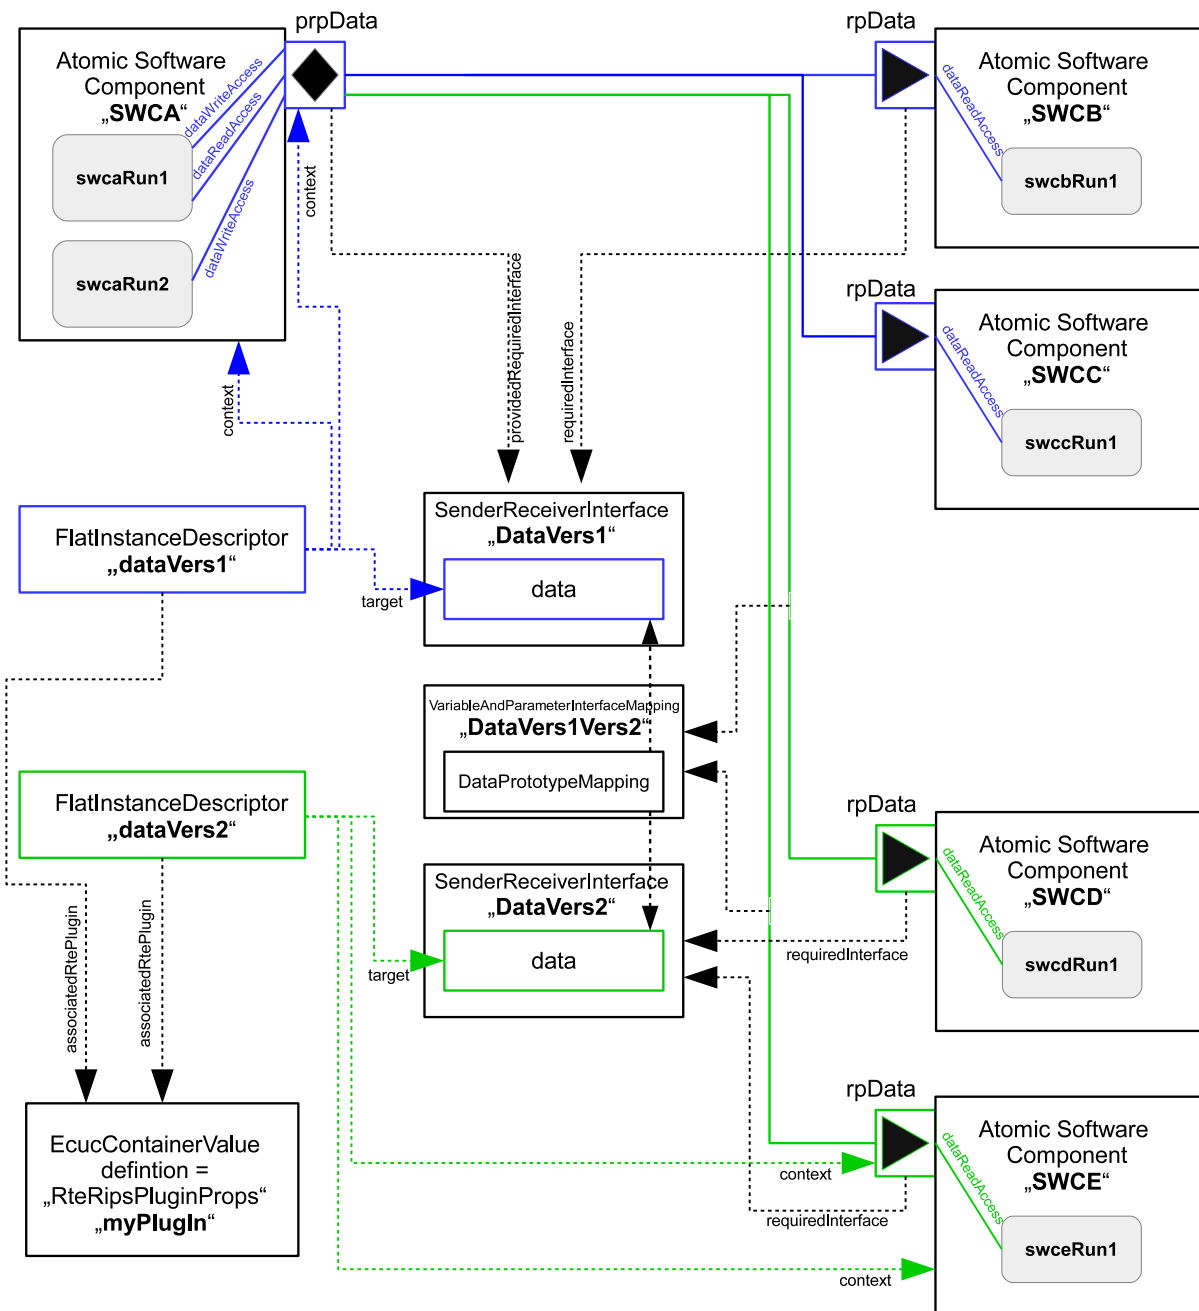 prpData
rpData
Atomic Software
Component
„SWCA“
dataWriteAccess
dataReadAccess
dataWriteAccess
swcaRun1
swcaRun2
Atomic Software
Component
„SWCB“
dataReadAccess
swcbRun1
context
context
providedRequiredInterface
requiredInterface
rpData
Atomic Software
Component
„SWCC“
dataReadAccess
swccRun1
FlatInstanceDescriptor
„dataVers1“
target
SenderReceiverInterface
„DataVers1“
data
VariableAndParameterInterfaceMapping
„DataVers1Vers2“
DataPrototypeMapping
FlatInstanceDescriptor
„dataVers2“
target
SenderReceiverInterface
„DataVers2“
data
rpData
Atomic Software
Component
„SWCD“
dataReadAccess
swcdRun1
requiredInterface
associatedRtePlugin
associatedRtePlugin
EcucContainerValue
defintion =
„RteRipsPluginProps“
„myPlugIn“
rpData
Atomic Software
Component
„SWCE“
dataReadAccess
swceRun1
context
requiredInterface
context